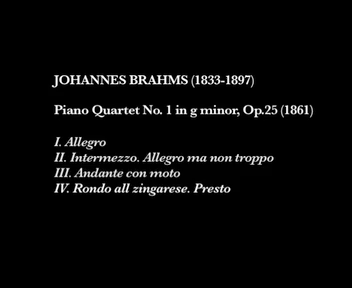 JOHANNES BRAHMS (1833-1897)
Piano Quartet No. 1 in g minor, Op.25 (1861)
I. Allegro
II. Intermezzo. Allegro ma non troppo
III. Andante con moto
IV. Rondo all zingarese. Presto